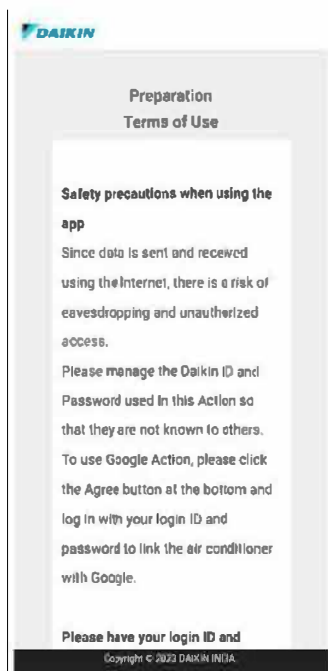 DAIKIN
Preparation
Terms of Use
Safety precautions when using the
app
Since data is sent and received
using the Internet, there is a risk of
eavesdropping and unauthorized
access.
Please manage the Daikin ID and
Password used in this Action so
that they are not known to others.
To use Google Action, please click
the Agree button at the bottom and
log in with your login ID and
password to link the air conditioner
with Google.
Please have your login ID and
Copyright © 2023 DAIKIN INDIA